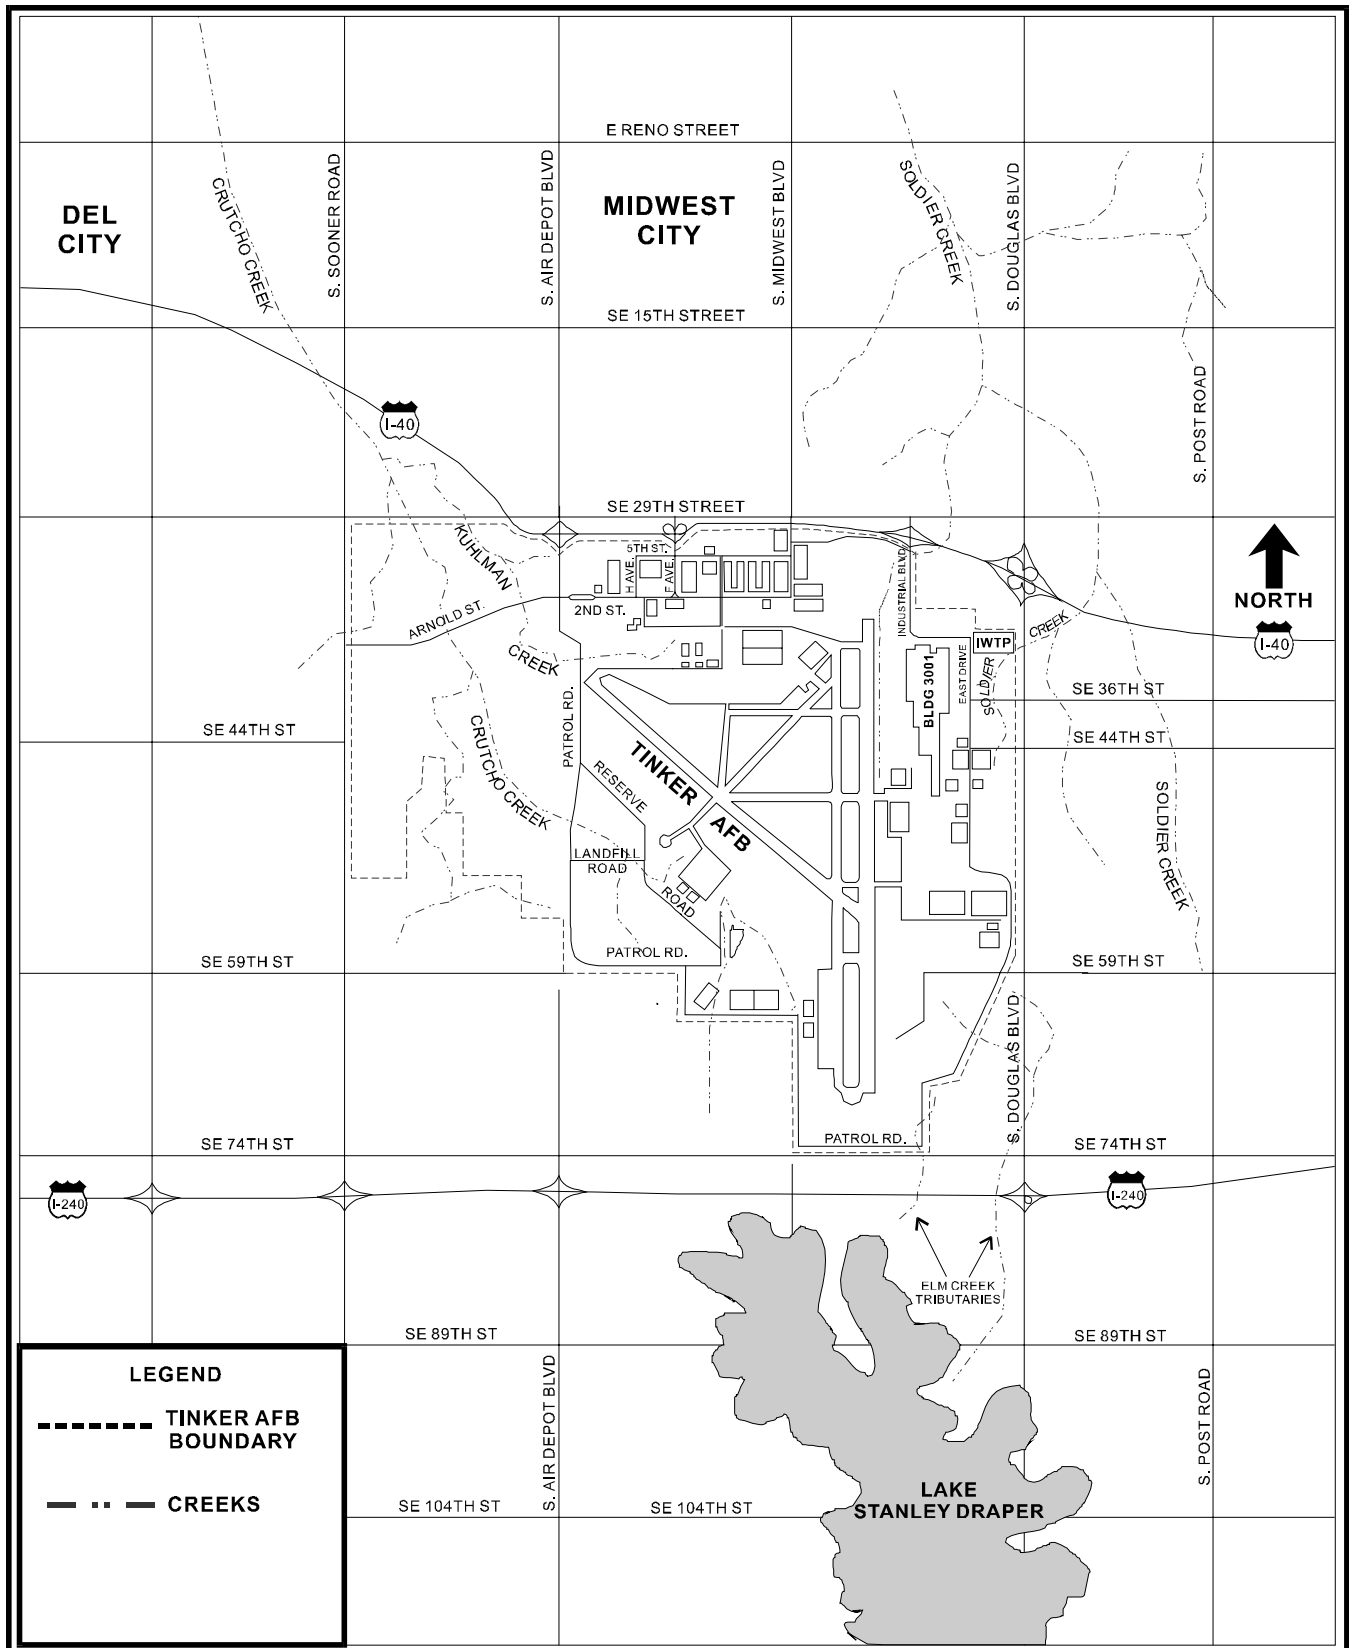 E RENO STREET
CRUTCHO CREEK
S. SOONER ROAD
S. AIR DEPOT BLVD
S. MIDWEST BLVD
SOLDIER CREEK
S. DOUGLAS BLVD
DEL
CITY
MIDWEST
CITY
SE 15TH STREET
S. POST ROAD
I-40
SE 29TH STREET
KUHLMAN
CREEK
5TH ST.
H AVE.
F AVE.
2ND ST.
ARNOLD ST.
INDUSTRIAL BLVD.
NORTH
I-40
IWTP
SOLDIER
CREEK
BLDG 3001
EAST DRIVE
SE 36TH ST
SE 44TH ST
SE 44TH ST
CRUTCHO CREEK
PATROL RD.
RESERVE
ROAD
TINKER
AFB
SOLDIER CREEK
LANDFILL
ROAD
PATROL RD.
SE 59TH ST
SE 59TH ST
S. DOUGLAS BLVD
PATROL RD.
SE 74TH ST
SE 74TH ST
I-240
I-240
ELM CREEK
TRIBUTARIES
SE 89TH ST
SE 89TH ST
S. AIR DEPOT BLVD
S. POST ROAD
LEGEND
TINKER AFB
BOUNDARY
CREEKS
SE 104TH ST
SE 104TH ST
LAKE
STANLEY DRAPER